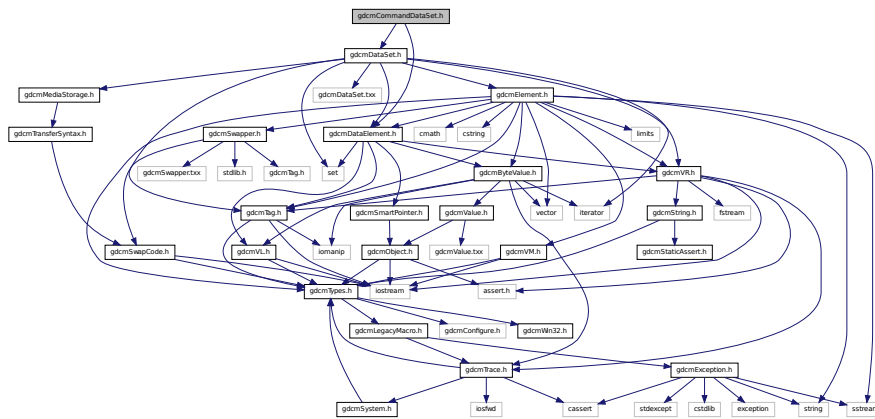 gdcmCommandDataSet.h
gdcmDataSet.h
gdcmMediaStorage.h
gdcmDataSet.txx
gdcmElement.h
gdcmTransferSyntax.h
gdcmSwapper.h
gdcmDataElement.h
cmath
cstring
limits
gdcmSwapper.txx
stdlib.h
gdcmTag.h
set
gdcmByteValue.h
gdcmVR.h
gdcmTag.h
gdcmSmartPointer.h
gdcmValue.h
vector
iterator
gdcmString.h
fstream
gdcmSwapCode.h
gdcmVL.h
iomanip
gdcmObject.h
gdcmValue.txx
gdcmVM.h
gdcmStaticAssert.h
gdcmTypes.h
iostream
assert.h
gdcmLegacyMacro.h
gdcmConfigure.h
gdcmWin32.h
gdcmTrace.h
gdcmException.h
gdcmSystem.h
iosfwd
cassert
stdexcept
cstdlib
exception
string
sstream